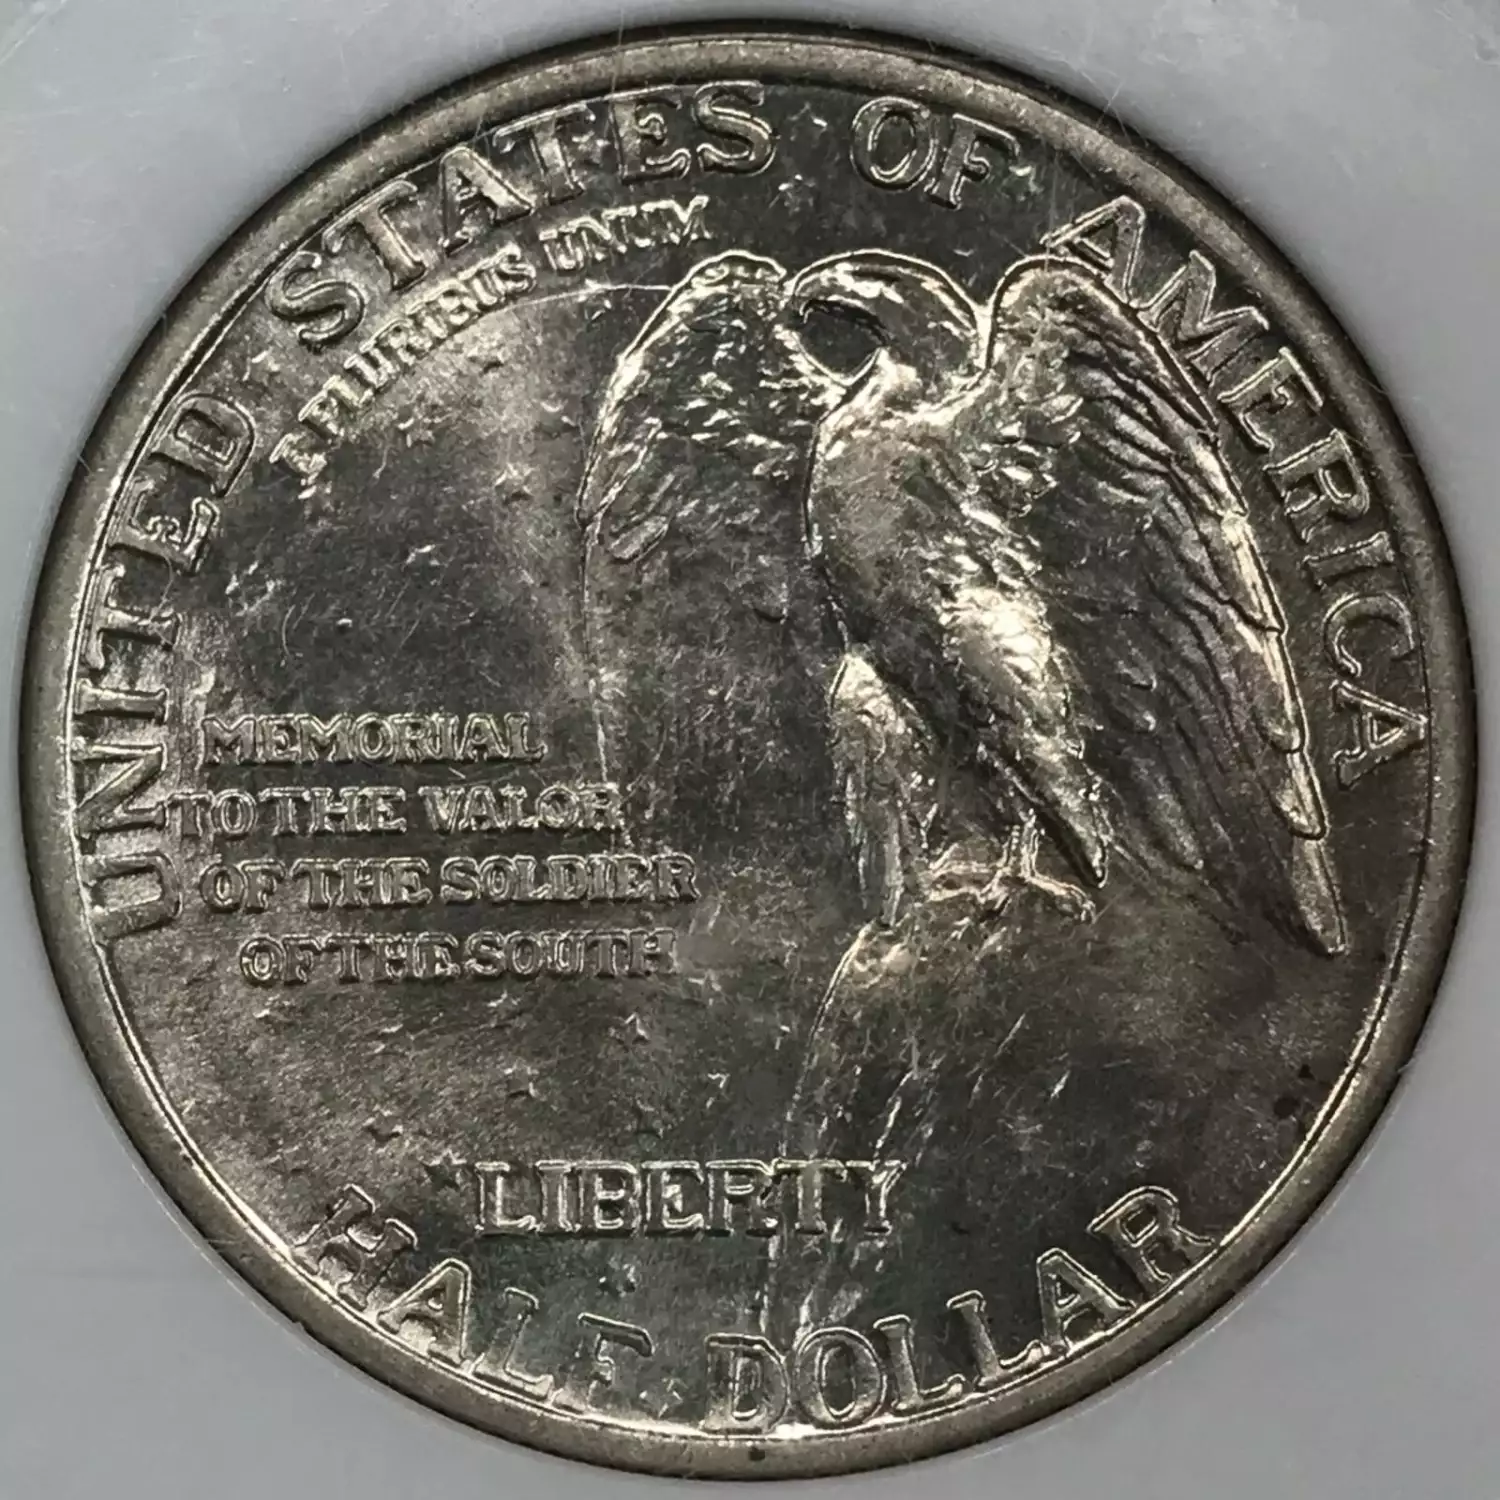 UNITED STATES OF AMERICA
E PLURIBUS UNUM
MEMORIAL
TO THE VALOR
OF THE SOLDIER
OF THE SOUTH
LIBERTY
HALF DOLLAR